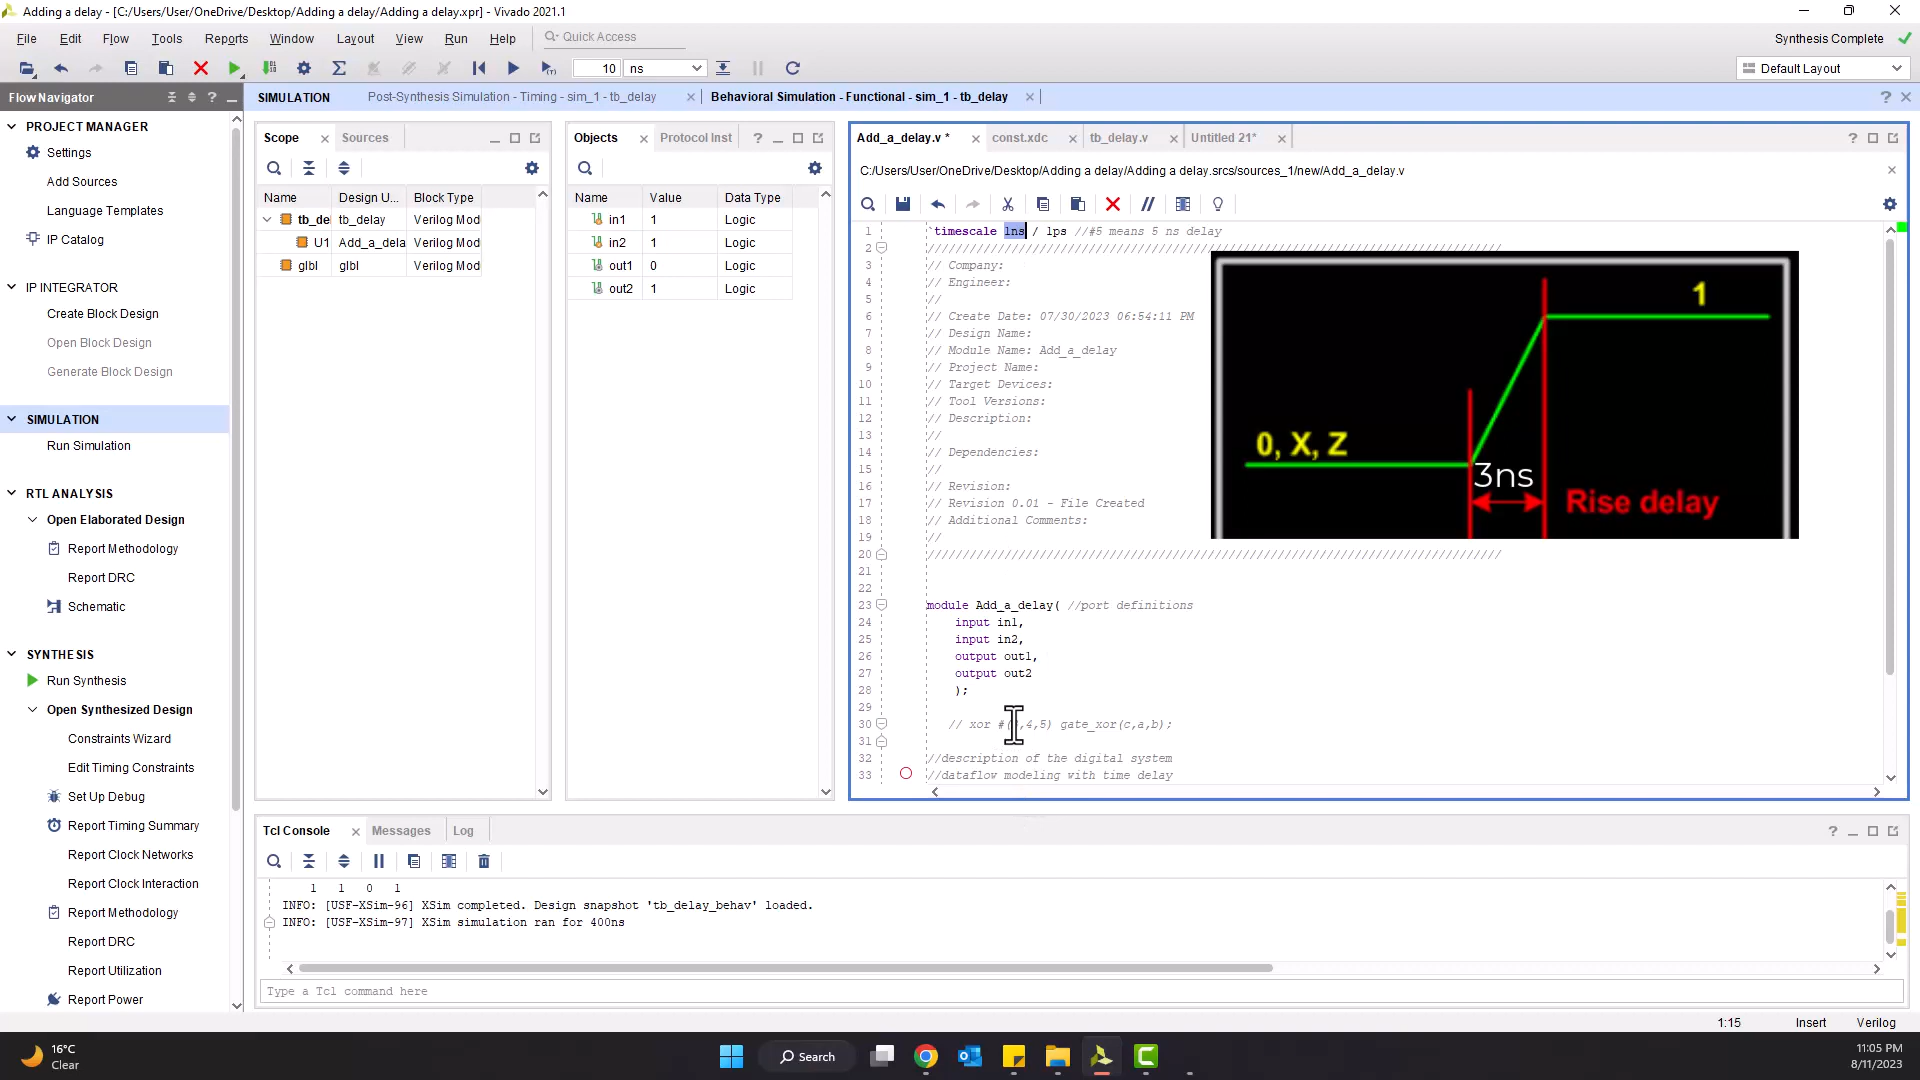 Adding a delay - [C:/Users/User/OneDrive/Desktop/Adding a delay/Adding a delay.xpr] - Vivado 2021.1
File Edit Flow Tools Reports Window Layout View Run Help Quick Access
Synthesis Complete
10 ns
Default Layout
Flow Navigator
SIMULATION
Post-Synthesis Simulation - Timing - sim_1 - tb_delay
Behavioral Simulation - Functional - sim_1 - tb_delay
PROJECT MANAGER
Settings
Add Sources
Language Templates
IP Catalog
IP INTEGRATOR
Create Block Design
Open Block Design
Generate Block Design
SIMULATION
Run Simulation
RTL ANALYSIS
Open Elaborated Design
Report Methodology
Report DRC
Schematic
SYNTHESIS
Run Synthesis
Open Synthesized Design
Constraints Wizard
Edit Timing Constraints
Set Up Debug
Report Timing Summary
Report Clock Networks
Report Clock Interaction
Report Methodology
Report DRC
Report Utilization
Report Power
Scope Sources
Name Design U... Block Type
tb_de tb_delay Verilog Mod
U1 Add_a_dela Verilog Mod
glbl glbl Verilog Mod
Objects Protocol Inst
Name Value Data Type
in1 1 Logic
in2 1 Logic
out1 0 Logic
out2 1 Logic
Add_a_delay.v * const.xdc tb_delay.v Untitled 21*
C:/Users/User/OneDrive/Desktop/Adding a delay/Adding a delay.srcs/sources_1/new/Add_a_delay.v
1 `timescale 1ns / 1ps //#5 means 5 ns delay
2 //////////////////////////////////////////////////////////////////////////////////
3 // Company:
4 // Engineer:
5 //
6 // Create Date: 07/30/2023 06:54:11 PM
7 // Design Name:
8 // Module Name: Add_a_delay
9 // Project Name:
10 // Target Devices:
11 // Tool Versions:
12 // Description:
13 //
14 // Dependencies:
15 //
16 // Revision:
17 // Revision 0.01 - File Created
18 // Additional Comments:
19 //
20 //////////////////////////////////////////////////////////////////////////////////
21
22
23 module Add_a_delay( //port definitions
24 input in1,
25 input in2,
26 output out1,
27 output out2
28 );
29
30 // xor #( ,4,5) gate_xor(c,a,b);
31
32 //description of the digital system
33 //dataflow modeling with time delay
1
0, X, Z
3ns
Rise delay
Tcl Console Messages Log
1 1 0 1
INFO: [USF-XSim-96] XSim completed. Design snapshot 'tb_delay_behav' loaded.
INFO: [USF-XSim-97] XSim simulation ran for 400ns
Type a Tcl command here
1:15 Insert Verilog
16°C
Clear
Search
11:05 PM
8/11/2023